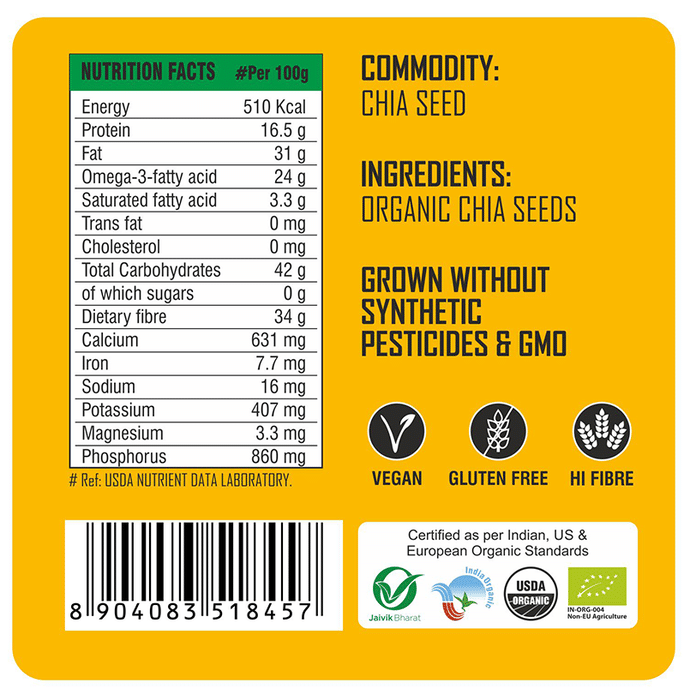 NUTRITION FACTS #Per 100g
Energy 510 Kcal
Protein 16.5 g
Fat 31 g
Omega-3-fatty acid 24 g
Saturated fatty acid 3.3 g
Trans fat 0 mg
Cholesterol 0 mg
Total Carbohydrates 42 g
of which sugars 0 g
Dietary fibre 34 g
Calcium 631 mg
Iron 7.7 mg
Sodium 16 mg
Potassium 407 mg
Magnesium 3.3 mg
Phosphorus 860 mg
# Ref: USDA NUTRIENT DATA LABORATORY.
COMMODITY:
CHIA SEED
INGREDIENTS:
ORGANIC CHIA SEEDS
GROWN WITHOUT
SYNTHETIC
PESTICIDES & GMO
VEGAN GLUTEN FREE HI FIBRE
8 904083 518457
Certified as per Indian, US &
European Organic Standards
Jaivik Bharat
India Organic
USDA
ORGANIC
IN-ORG-004
Non-EU Agriculture